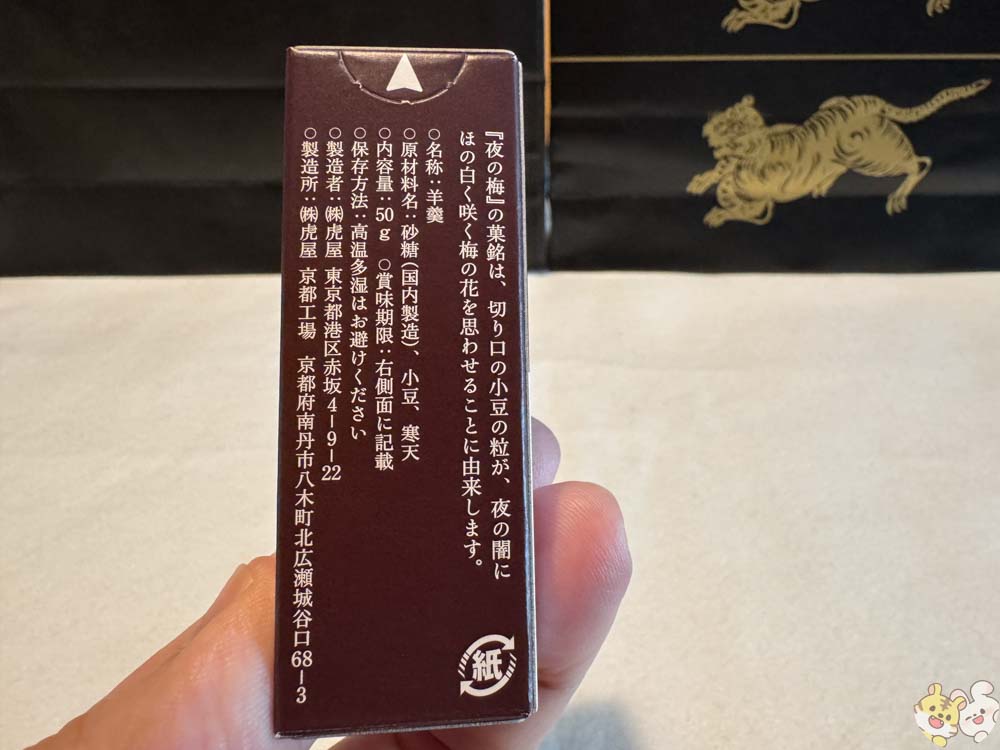 『夜の梅』の菓銘は、切り口の小豆の粒が、夜の闇に
ほの白く咲く梅の花を思わせることに由来します。
○名称：羊羹
○原材料名：砂糖（国内製造）、小豆、寒天
○内容量：50ｇ　○賞味期限：右側面に記載
○保存方法：高温多湿はお避けください
○製造者：㈱虎屋 東京都港区赤坂4−9−22
○製造所：㈱虎屋 京都工場　京都府南丹市八木町北広瀬城谷口68−3
紙